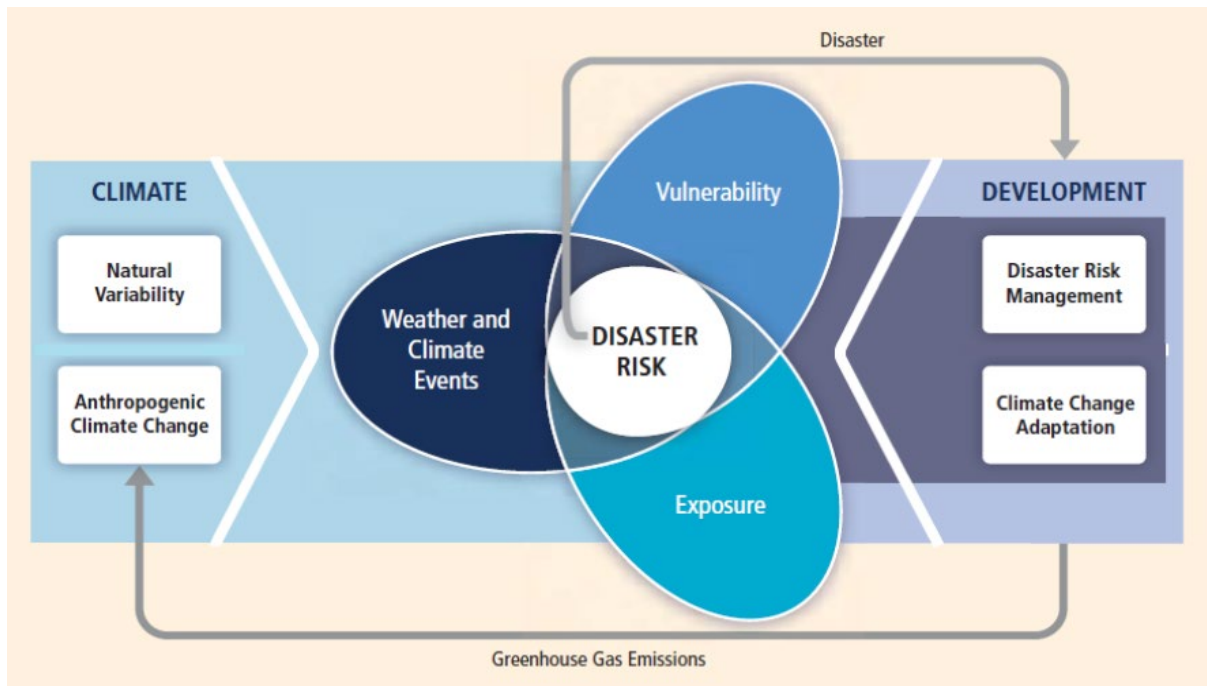 Disaster
CLIMATE
Natural
Variability
Anthropogenic
Climate Change
Weather and
Climate
Events
Vulnerability
DISASTER
RISK
Exposure
DEVELOPMENT
Disaster Risk
Management
Climate Change
Adaptation
Greenhouse Gas Emissions